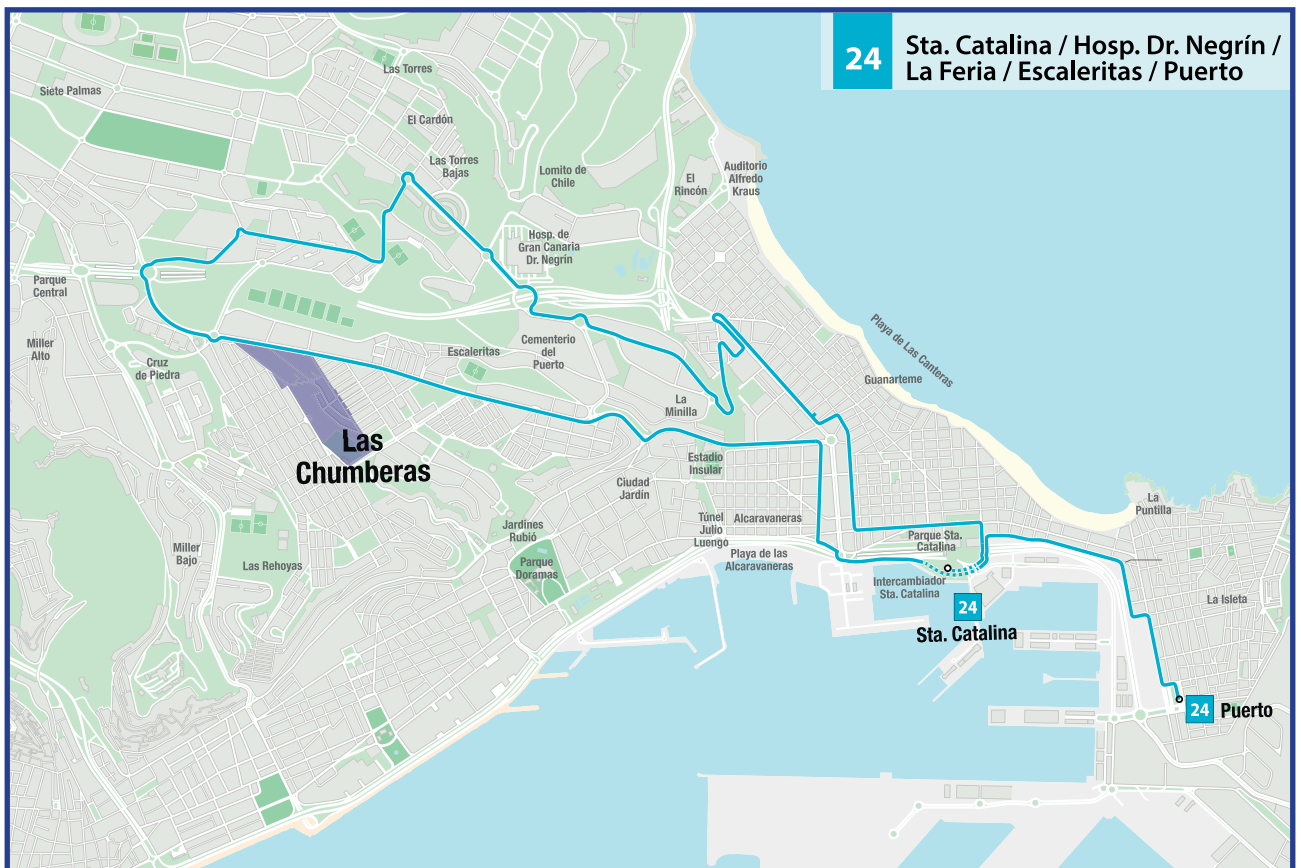 24
Sta. Catalina / Hosp. Dr. Negrín /
La Feria / Escaleritas / Puerto
Las Torres
Siete Palmas
El Cardón
Las Torres
Bajas
Lomito de
Chile
El
Rincón
Auditorio
Alfredo
Kraus
Hosp. de
Gran Canaria
Dr. Negrín
Parque
Central
Miller
Alto
Cruz
de Piedra
Escaleritas
Cementerio
del
Puerto
Playa de Las Canteras
Guanarteme
La
Minilla
Las
Chumberas
Estadio
Insular
Ciudad
Jardín
La
Puntilla
Túnel
Julio
Luengo
Alcaravaneras
Jardines
Rubió
Parque Sta.
Catalina
Miller
Bajo
Las Rehoyas
Parque
Doramas
Playa de las
Alcaravaneras
Intercambiador
Sta. Catalina
La Isleta
24
Sta. Catalina
24 Puerto